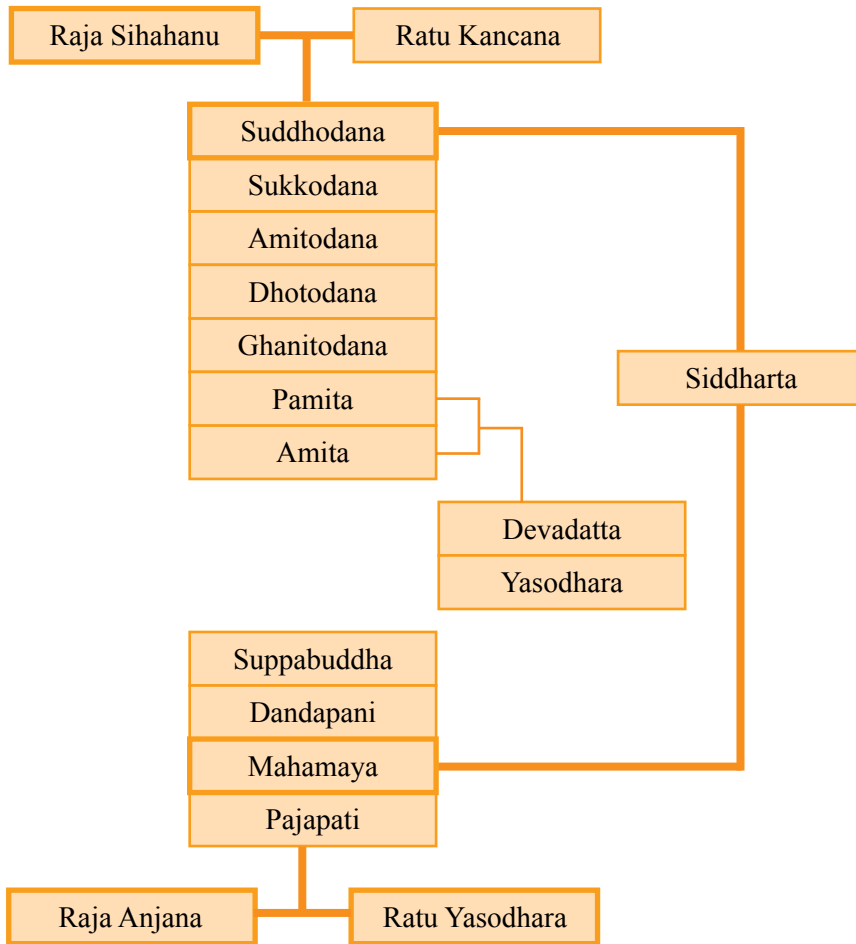 Raja Sihahanu
Ratu Kancana
Suddhodana
Sukkodana
Amitodana
Dhotodana
Ghanitodana
Pamita
Amita
Siddharta
Devadatta
Yasodhara
Suppabuddha
Dandapani
Mahamaya
Pajapati
Raja Anjana
Ratu Yasodhara